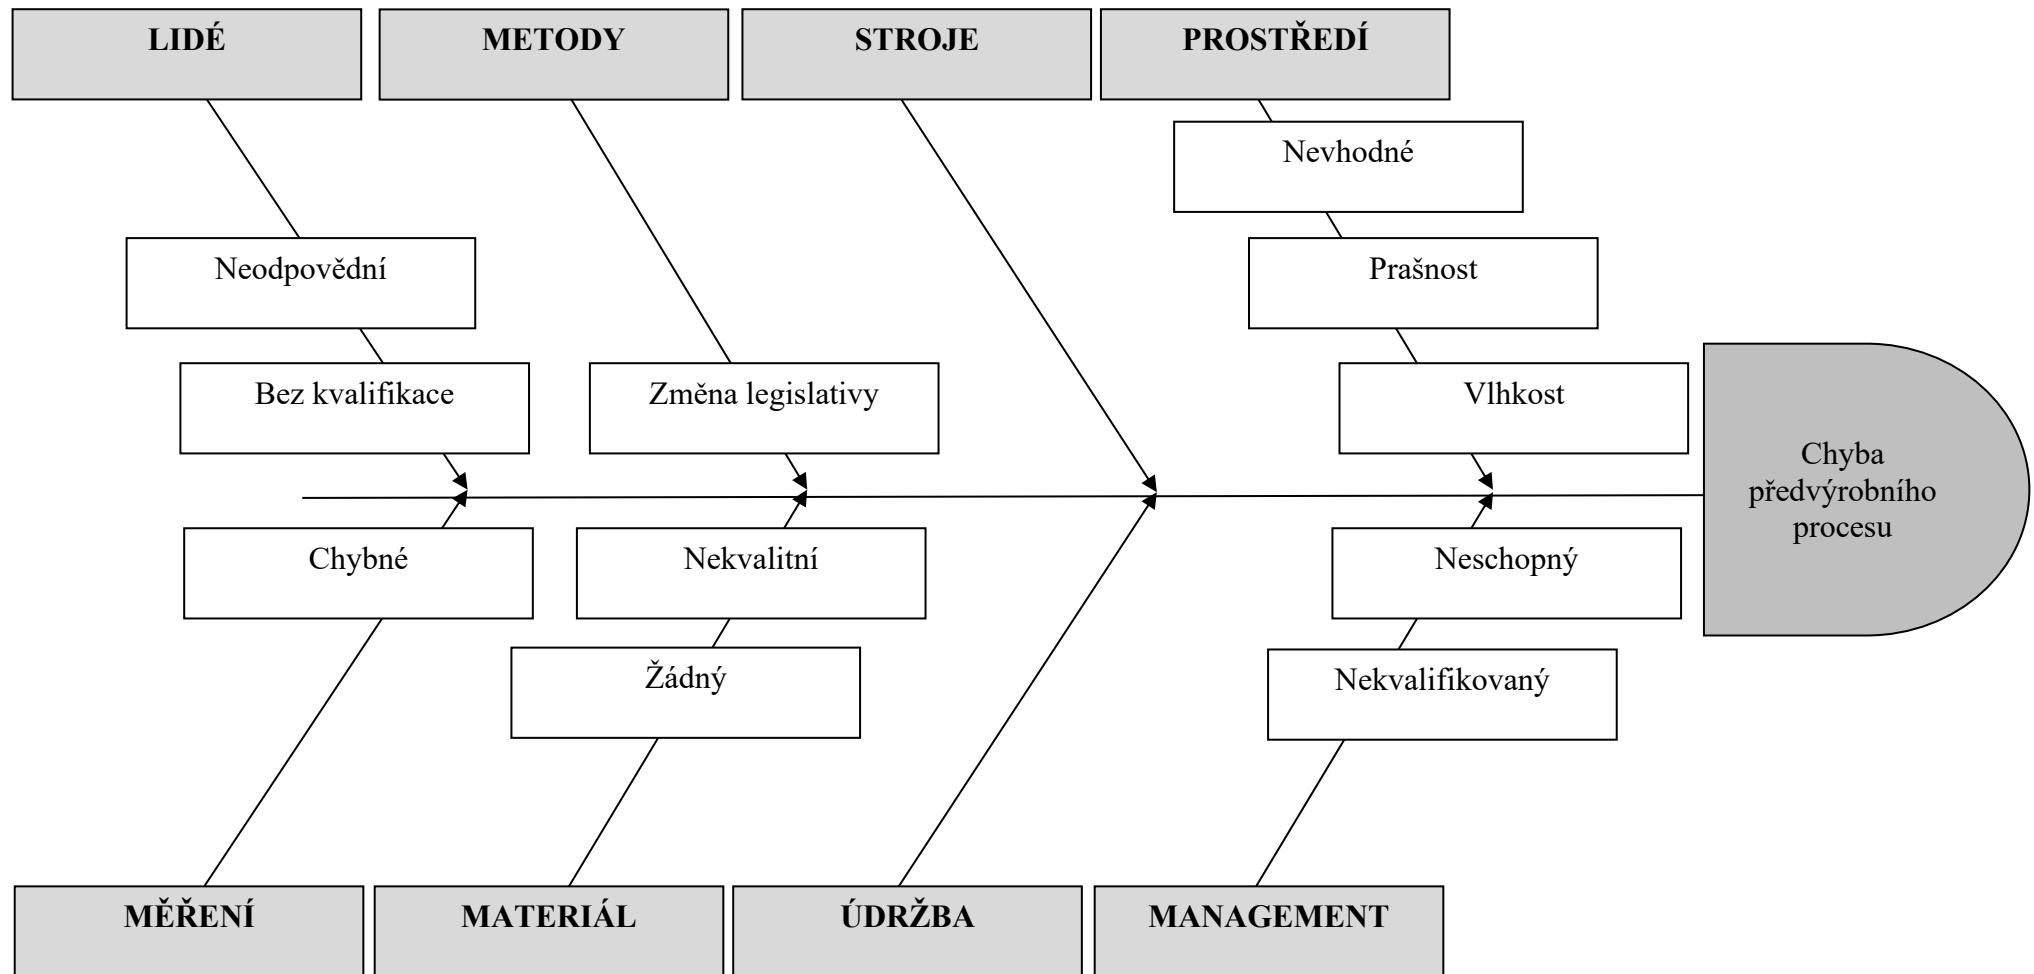 LIDÉ
METODY
STROJE
PROSTŘEDÍ
Nevhodné
Neodpovědní
Prašnost
Bez kvalifikace
Změna legislativy
Vlhkost
Chyba
předvýrobního
procesu
Chybné
Nekvalitní
Neschopný
Žádný
Nekvalifikovaný
MĚŘENÍ
MATERIÁL
ÚDRŽBA
MANAGEMENT